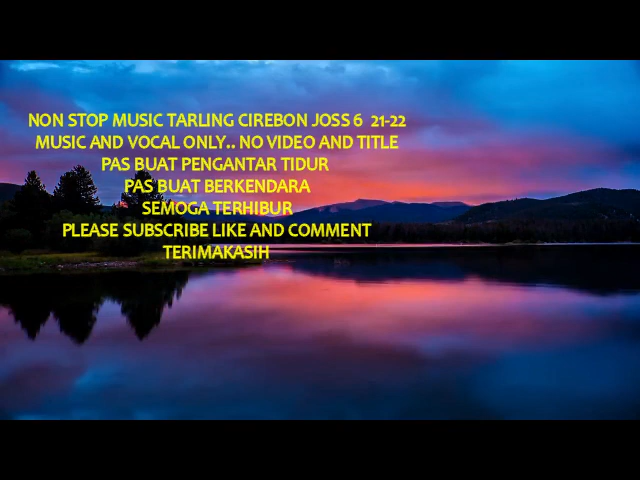 NON STOP MUSIC TARLING CIREBON JOSS 6 21-22
MUSIC AND VOCAL ONLY.. NO VIDEO AND TITLE
PAS BUAT PENGANTAR TIDUR
PAS BUAT BERKENDARA
SEMOGA TERHIBUR
PLEASE SUBSCRIBE LIKE AND COMMENT
TERIMAKASIH